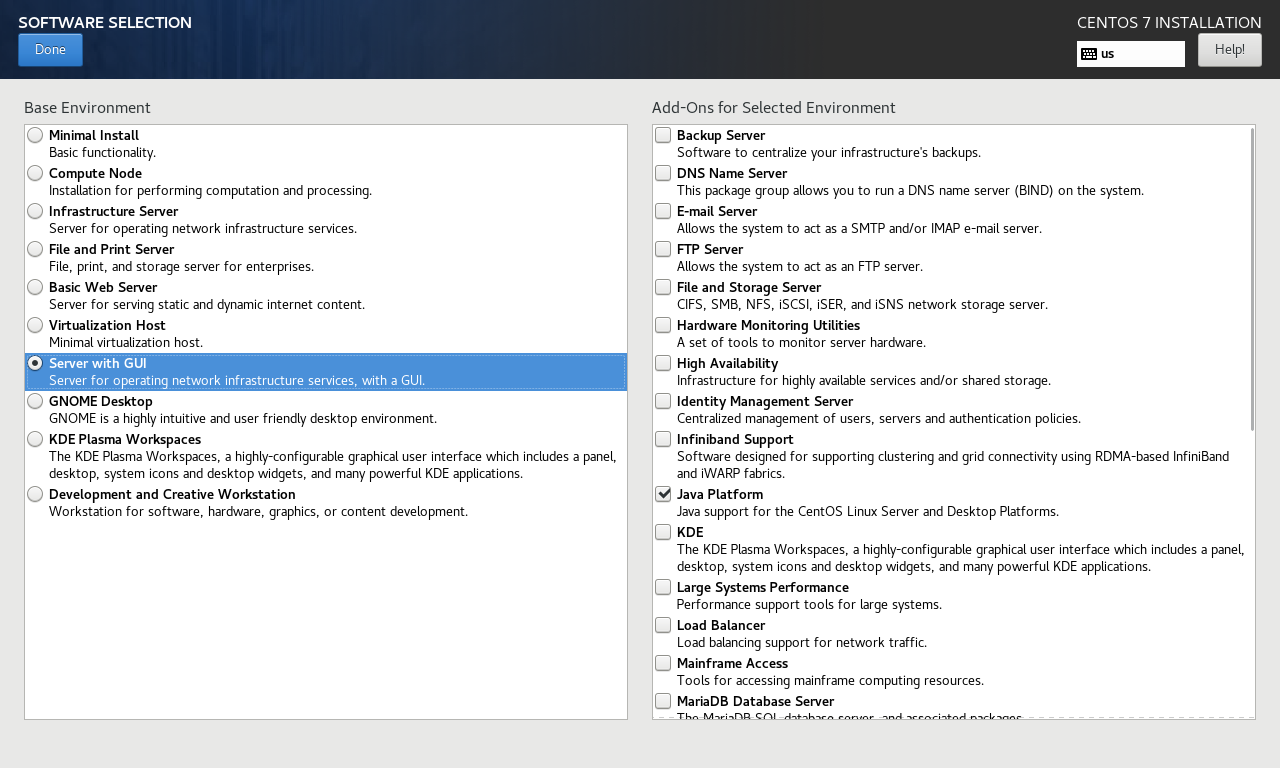 SOFTWARE SELECTION
CENTOS 7 INSTALLATION
Done
us
Help!
Base Environment
Minimal Install
Basic functionality.
Compute Node
Installation for performing computation and processing.
Infrastructure Server
Server for operating network infrastructure services.
File and Print Server
File, print, and storage server for enterprises.
Basic Web Server
Server for serving static and dynamic internet content.
Virtualization Host
Minimal virtualization host.
Server with GUI
Server for operating network infrastructure services, with a GUI.
GNOME Desktop
GNOME is a highly intuitive and user friendly desktop environment.
KDE Plasma Workspaces
The KDE Plasma Workspaces, a highly-configurable graphical user interface which includes a panel,
desktop, system icons and desktop widgets, and many powerful KDE applications.
Development and Creative Workstation
Workstation for software, hardware, graphics, or content development.
Add-Ons for Selected Environment
Backup Server
Software to centralize your infrastructure's backups.
DNS Name Server
This package group allows you to run a DNS name server (BIND) on the system.
E-mail Server
Allows the system to act as a SMTP and/or IMAP e-mail server.
FTP Server
Allows the system to act as an FTP server.
File and Storage Server
CIFS, SMB, NFS, iSCSI, iSER, and iSNS network storage server.
Hardware Monitoring Utilities
A set of tools to monitor server hardware.
High Availability
Infrastructure for highly available services and/or shared storage.
Identity Management Server
Centralized management of users, servers and authentication policies.
Infiniband Support
Software designed for supporting clustering and grid connectivity using RDMA-based InfiniBand
and iWARP fabrics.
Java Platform
Java support for the CentOS Linux Server and Desktop Platforms.
KDE
The KDE Plasma Workspaces, a highly-configurable graphical user interface which includes a panel,
desktop, system icons and desktop widgets, and many powerful KDE applications.
Large Systems Performance
Performance support tools for large systems.
Load Balancer
Load balancing support for network traffic.
Mainframe Access
Tools for accessing mainframe computing resources.
MariaDB Database Server
The MariaDB SQL database server, and associated packages.